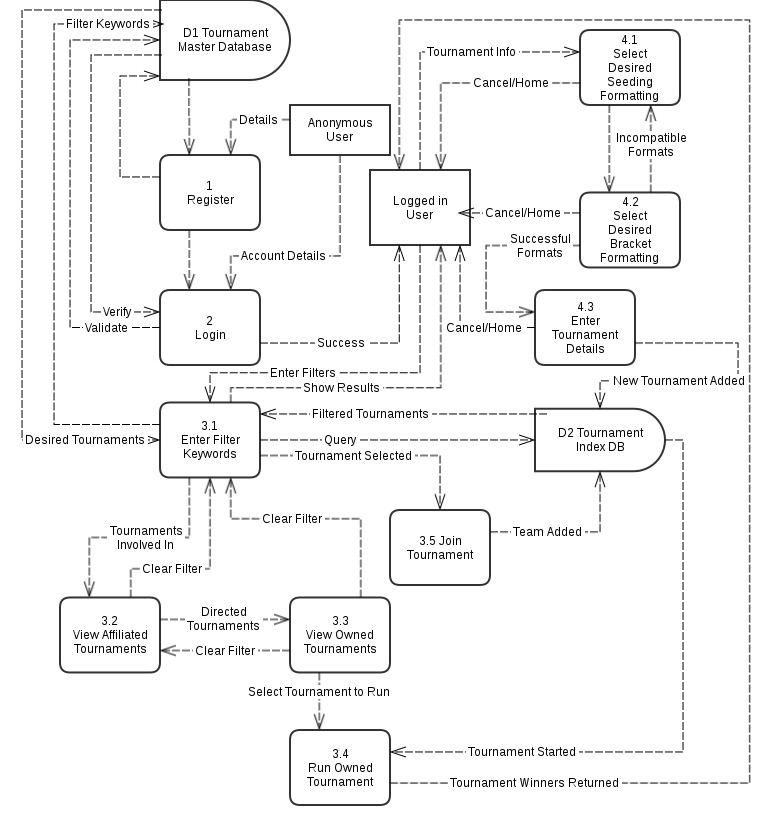 Filter Keywords
D1 Tournament
Master Database
4.1
Select
Desired
Seeding
Formatting
Tournament Info
Cancel/Home
Details
Anonymous
User
Incompatible
Formats
1
Register
Logged in
User
Cancel/Home
4.2
Select
Desired
Bracket
Formatting
Successful
Formats
Account Details
Verify
Validate
2
Login
Success
Cancel/Home
4.3
Enter
Tournament
Details
Enter Filters
Show Results
New Tournament Added
Desired Tournaments
3.1
Enter Filter
Keywords
Filtered Tournaments
Query
Tournament Selected
D2 Tournament
Index DB
Tournaments
Involved In
Clear Filter
Clear Filter
3.5 Join
Tournament
Team Added
3.2
View Affiliated
Tournaments
Directed
Tournaments
Clear Filter
3.3
View Owned
Tournaments
Select Tournament to Run
3.4
Run Owned
Tournament
Tournament Started
Tournament Winners Returned